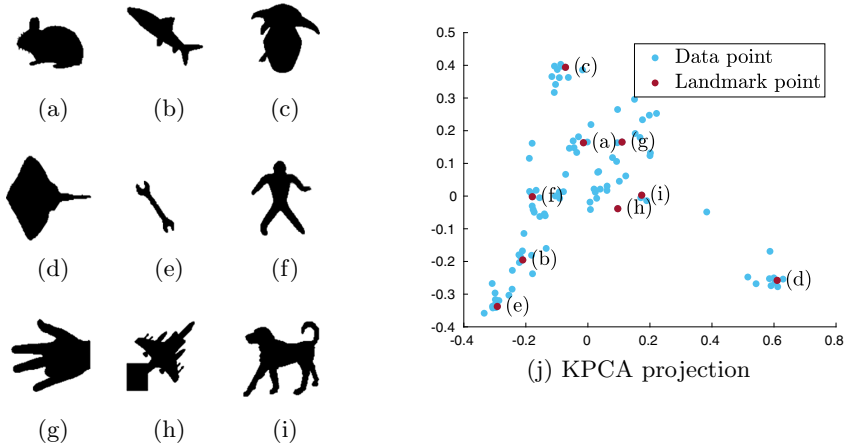 (a) (b) (c)
(d) (e) (f)
(g) (h) (i)
0.5
0.4
0.3
0.2
0.1
0
-0.1
-0.2
-0.3
-0.4
-0.4 -0.2 0 0.2 0.4 0.6 0.8
Data point
Landmark point
(c)
(a) (g)
(f) (i)
(h)
(b)
(d)
(e)
(j) KPCA projection